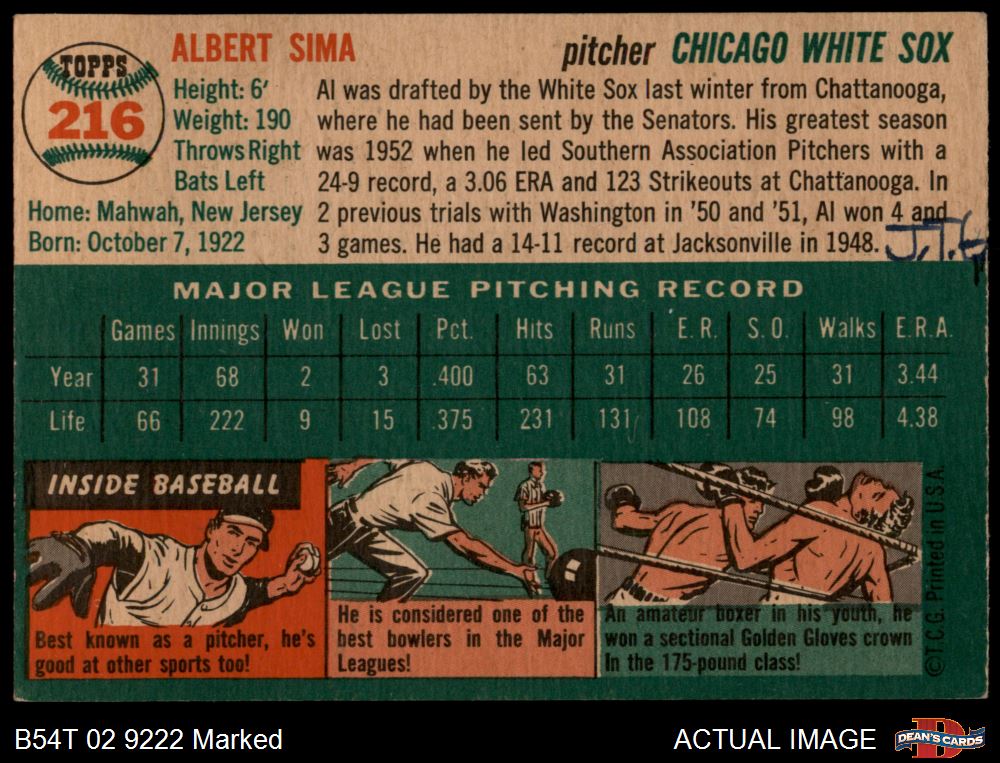 TOPPS
216
ALBERT SIMA
pitcher CHICAGO WHITE SOX
Height: 6'
Weight: 190
Throws Right
Bats Left
Home: Mahwah, New Jersey
Born: October 7, 1922
Al was drafted by the White Sox last winter from Chattanooga,
where he had been sent by the Senators. His greatest season
was 1952 when he led Southern Association Pitchers with a
24-9 record, a 3.06 ERA and 123 Strikeouts at Chattanooga. In
2 previous trials with Washington in '50 and '51, Al won 4 and
3 games. He had a 14-11 record at Jacksonville in 1948.
MAJOR LEAGUE PITCHING RECORD
Games Innings Won Lost Pct. Hits Runs E.R. S.O. Walks E.R.A.
Year 31 68 2 3 .400 63 31 26 25 31 3.44
Life 66 222 9 15 .375 231 131 108 74 98 4.38
INSIDE BASEBALL
Best known as a pitcher, he's
good at other sports too!
He is considered one of the
best bowlers in the Major
Leagues!
An amateur boxer in his youth, he
won a sectional Golden Gloves crown
In the 175-pound class!
©T.C.G. Printed in U.S.A.
B54T 02 9222 Marked
ACTUAL IMAGE
DEAN'S CARDS